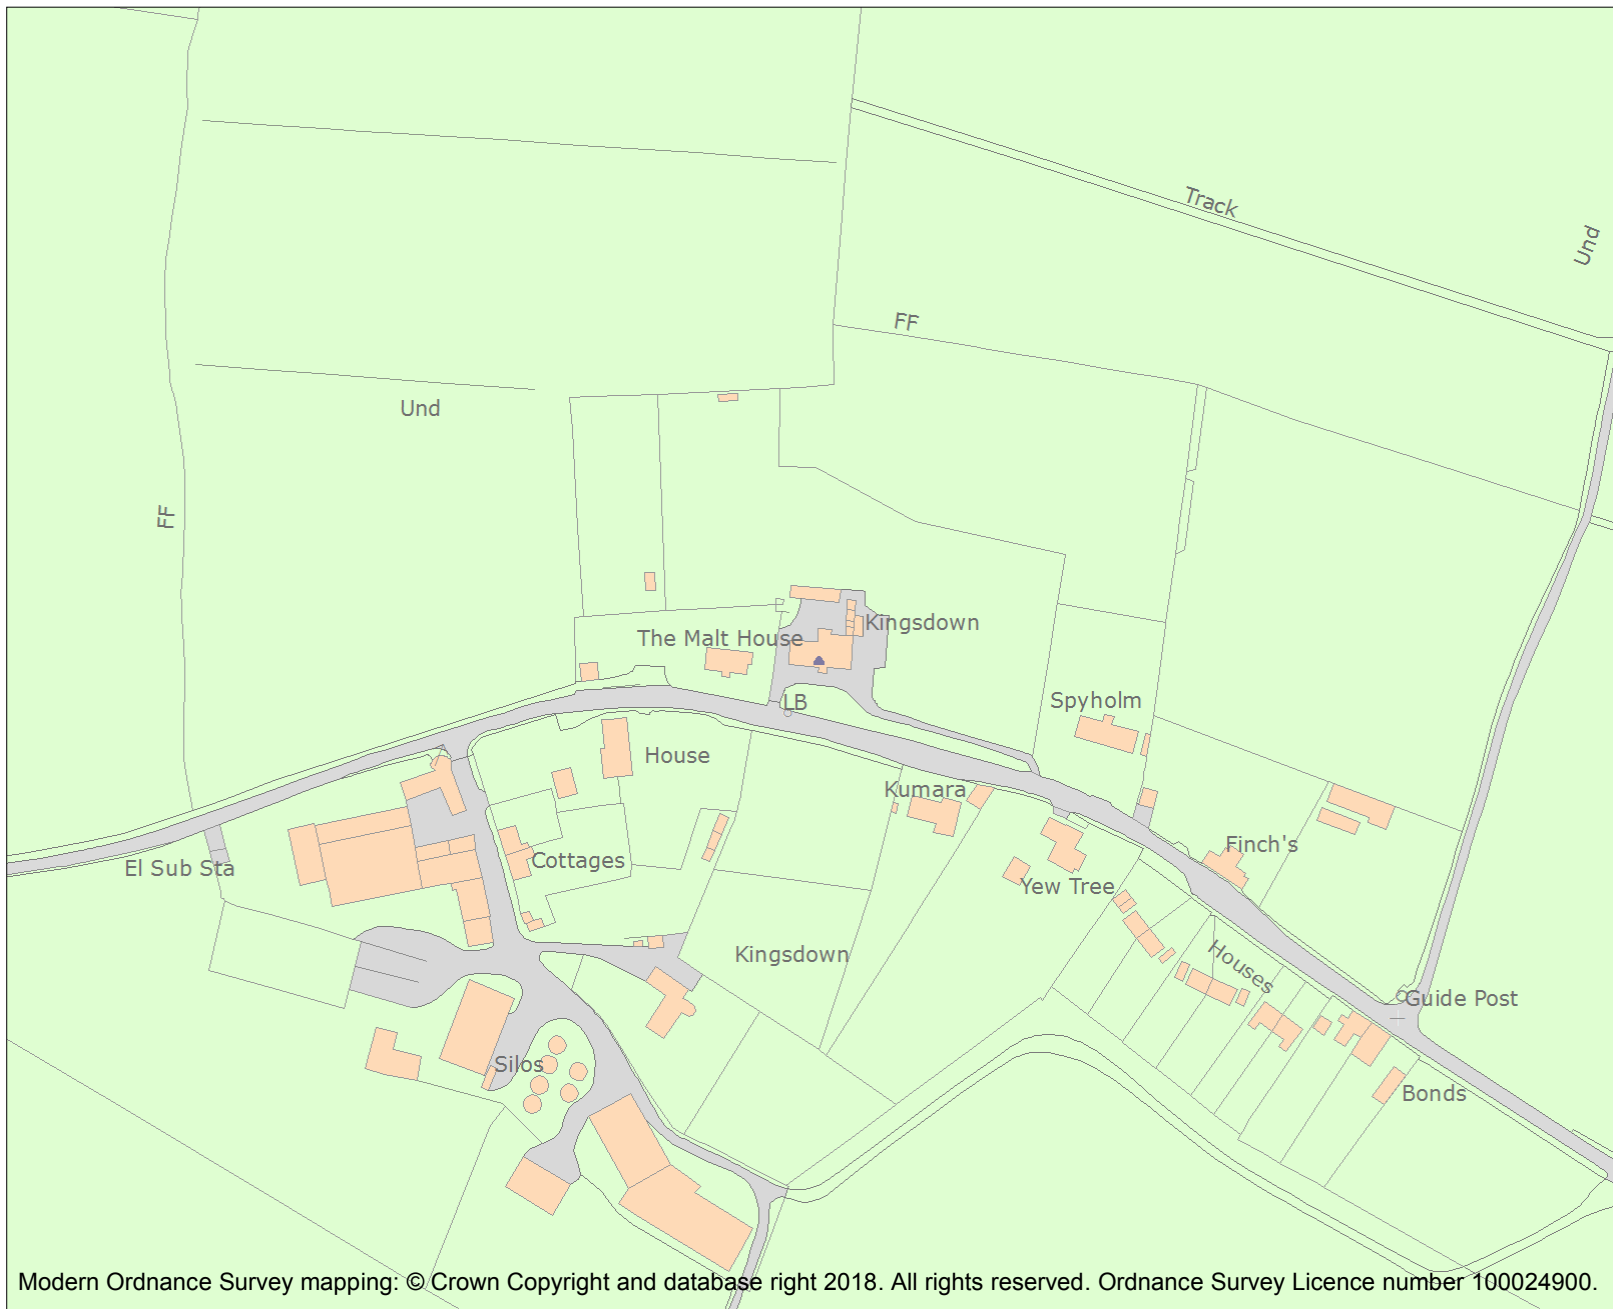 Track
Und
FF
Und
FF
Kingsdown
The Malt House
Spyholm
LB
House
Kumara
Finch's
Cottages
El Sub Sta
Yew Tree
Kingsdown
Houses
Guide Post
Silos
Bonds
Modern Ordnance Survey mapping: © Crown Copyright and database right 2018. All rights reserved. Ordnance Survey Licence number 100024900.